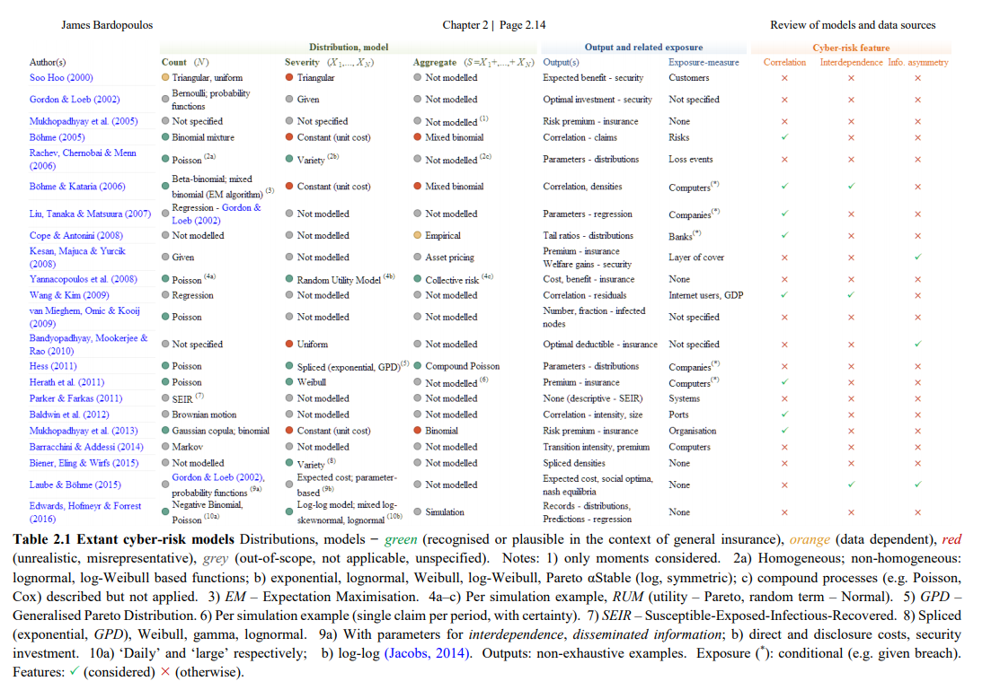 James Bardopoulos Chapter 2 | Page 2.14 Review of models and data sources
Distribution, model Output and related exposure Cyber-risk feature
Author(s) Count (N) Severity (X1,..., XN) Aggregate (S=X1+,...,+XN) Output(s) Exposure-measure Correlation Interdependence Info. asymmetry
Soo Hoo (2000) Triangular, uniform Triangular Not modelled Expected benefit - security Customers ✕ ✕ ✕
Gordon & Loeb (2002) Bernoulli; probability functions Given Not modelled Optimal investment - security Not specified ✕ ✕ ✕
Mukhopadhyay et al. (2005) Not specified Not specified Not modelled (1) Risk premium - insurance None ✕ ✕ ✕
Böhme (2005) Binomial mixture Constant (unit cost) Mixed binomial Correlation - claims Risks ✓ ✕ ✕
Rachev, Chernobai & Menn (2006) Poisson (2a) Variety (2b) Not modelled (2c) Parameters - distributions Loss events ✕ ✕ ✕
Böhme & Kataria (2006) Beta-binomial; mixed binomial (EM algorithm) (3) Constant (unit cost) Mixed binomial Correlation, densities Computers(*) ✓ ✓ ✕
Liu, Tanaka & Matsuura (2007) Regression - Gordon & Loeb (2002) Not modelled Not modelled Parameters - regression Companies(*) ✓ ✕ ✕
Cope & Antonini (2008) Not modelled Not modelled Empirical Tail ratios - distributions Banks(*) ✓ ✕ ✕
Kesan, Majuca & Yurcik (2008) Given Not modelled Asset pricing Premium - insurance Welfare gains - security Layer of cover ✕ ✕ ✓
Yannacopoulos et al. (2008) Poisson (4a) Random Utility Model (4b) Collective risk (4c) Cost, benefit - insurance None ✕ ✕ ✕
Wang & Kim (2009) Regression Not modelled Not modelled Correlation - residuals Internet users, GDP ✓ ✓ ✕
van Mieghem, Omic & Kooij (2009) Poisson Not modelled Not modelled Number, fraction - infected nodes Not specified ✕ ✕ ✕
Bandyopadhyay, Mookerjee & Rao (2010) Not specified Uniform Not modelled Optimal deductible - insurance Not specified ✕ ✕ ✓
Hess (2011) Poisson Spliced (exponential, GPD)(5) Compound Poisson Parameters - distributions Companies(*) ✕ ✕ ✕
Herath et al. (2011) Poisson Weibull Not modelled (6) Premium - insurance Computers(*) ✓ ✕ ✕
Parker & Farkas (2011) SEIR (7) Not modelled Not modelled None (descriptive - SEIR) Systems ✕ ✕ ✕
Baldwin et al. (2012) Brownian motion Not modelled Not modelled Correlation - intensity, size Ports ✓ ✕ ✕
Mukhopadhyay et al. (2013) Gaussian copula; binomial Constant (unit cost) Binomial Risk premium - insurance Organisation ✓ ✕ ✕
Barracchini & Addessi (2014) Markov Not modelled Not modelled Transition intensity, premium Computers ✕ ✕ ✕
Biener, Eling & Wirfs (2015) Not modelled Variety (8) Not modelled Spliced densities None ✕ ✕ ✕
Laube & Böhme (2015) Gordon & Loeb (2002), probability functions (9a) Expected cost; parameter-based (9b) Not modelled Expected cost, social optima, nash equilibria None ✕ ✓ ✓
Edwards, Hofmeyr & Forrest (2016) Negative Binomial, Poisson (10a) Log-log model; mixed log-skewnormal, lognormal (10b) Simulation Records - distributions, Predictions - regression None ✕ ✕ ✕
Table 2.1 Extant cyber-risk models Distributions, models – green (recognised or plausible in the context of general insurance), orange (data dependent), red
(unrealistic, misrepresentative), grey (out-of-scope, not applicable, unspecified). Notes: 1) only moments considered. 2a) Homogeneous; non-homogeneous:
lognormal, log-Weibull based functions; b) exponential, lognormal, Weibull, log-Weibull, Pareto αStable (log, symmetric); c) compound processes (e.g. Poisson,
Cox) described but not applied. 3) EM – Expectation Maximisation. 4a–c) Per simulation example, RUM (utility – Pareto, random term – Normal). 5) GPD –
Generalised Pareto Distribution. 6) Per simulation example (single claim per period, with certainty). 7) SEIR – Susceptible-Exposed-Infectious-Recovered. 8) Spliced
(exponential, GPD), Weibull, gamma, lognormal. 9a) With parameters for interdependence, disseminated information; b) direct and disclosure costs, security
investment. 10a) ‘Daily’ and ‘large’ respectively; b) log-log (Jacobs, 2014). Outputs: non-exhaustive examples. Exposure (*): conditional (e.g. given breach).
Features: ✓ (considered) ✕ (otherwise).